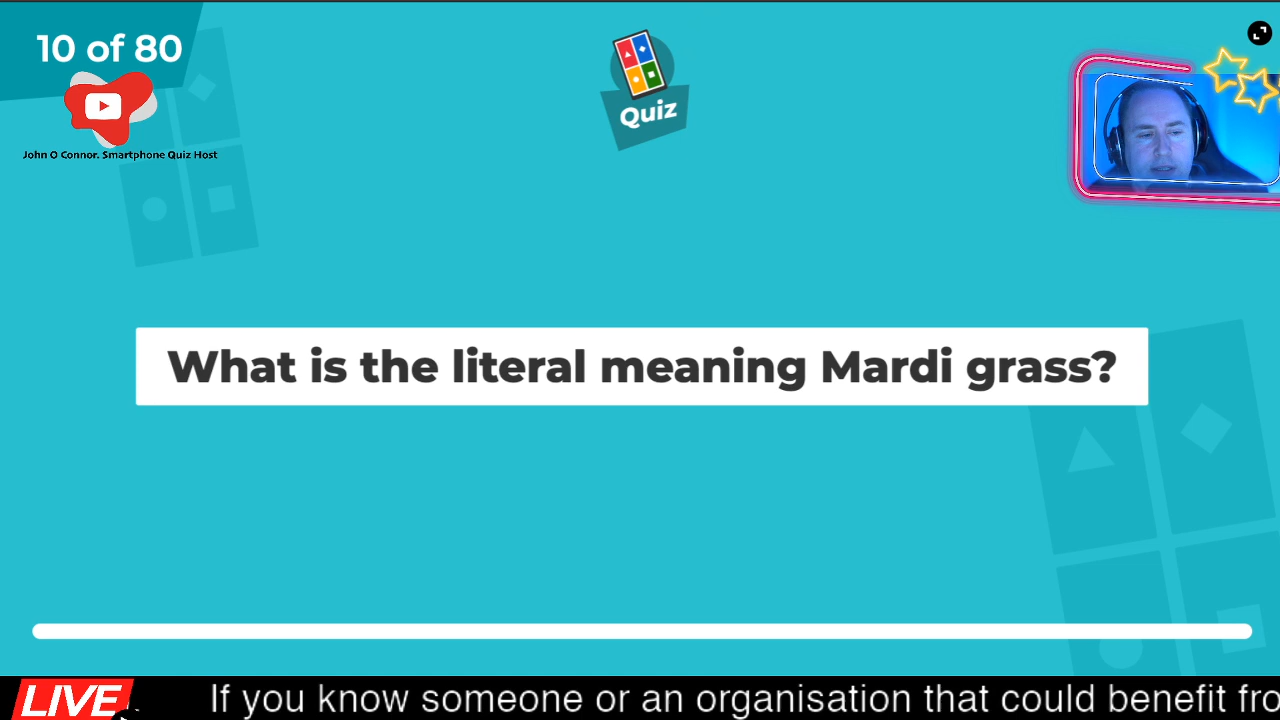 10 of 80
John O Connor. Smartphone Quiz Host
Quiz
What is the literal meaning Mardi grass?
LIVE
If you know someone or an organisation that could benefit fro